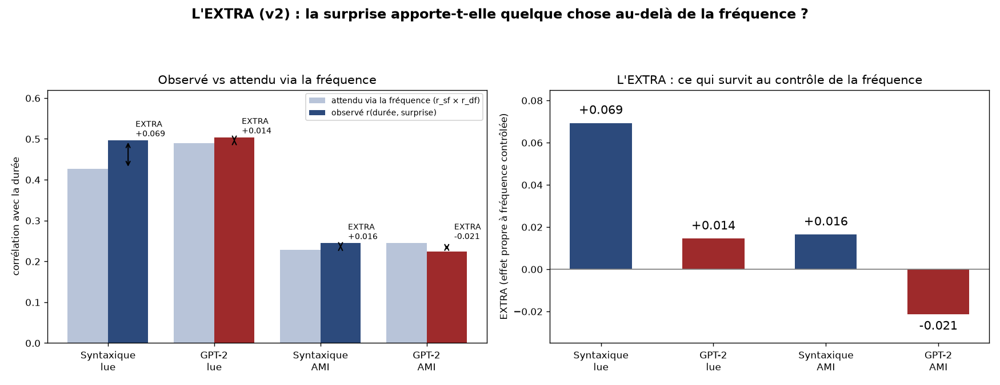 L'EXTRA (v2) : la surprise apporte-t-elle quelque chose au-delà de la fréquence ?
Observé vs attendu via la fréquence
corrélation avec la durée
0.6
0.5
0.4
0.3
0.2
0.1
0.0
attendu via la fréquence (r_sf × r_df)
observé r(durée, surprise)
EXTRA
+0.069
EXTRA
+0.014
EXTRA
+0.016
EXTRA
-0.021
Syntaxique
lue
GPT-2
lue
Syntaxique
AMI
GPT-2
AMI
L'EXTRA : ce qui survit au contrôle de la fréquence
EXTRA (effet propre à fréquence contrôlée)
0.08
0.06
0.04
0.02
0.00
−0.02
+0.069
+0.014
+0.016
-0.021
Syntaxique
lue
GPT-2
lue
Syntaxique
AMI
GPT-2
AMI